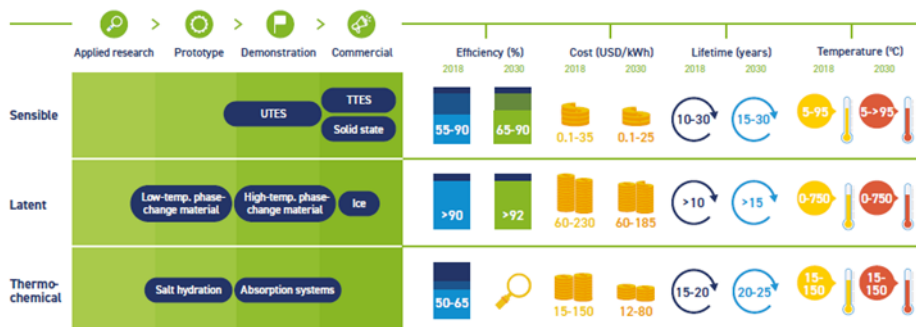 Applied research > Prototype > Demonstration > Commercial
Efficiency (%) Cost (USD/kWh) Lifetime (years) Temperature (ºC)
2018 2030 2018 2030 2018 2030 2018 2030
Sensible
UTES
TTES
Solid state
55-90 65-90 0.1-35 0.1-25 10-30 15-30 5-95 5->95
Latent
Low-temp. phase-
change material
High-temp. phase-
change material
Ice
>90 >92 60-230 60-185 >10 >15 0-750 0-750
Thermo-
chemical
Salt hydration
Absorption systems
50-65 15-150 12-80 15-20 20-25 15-
150 15-
150